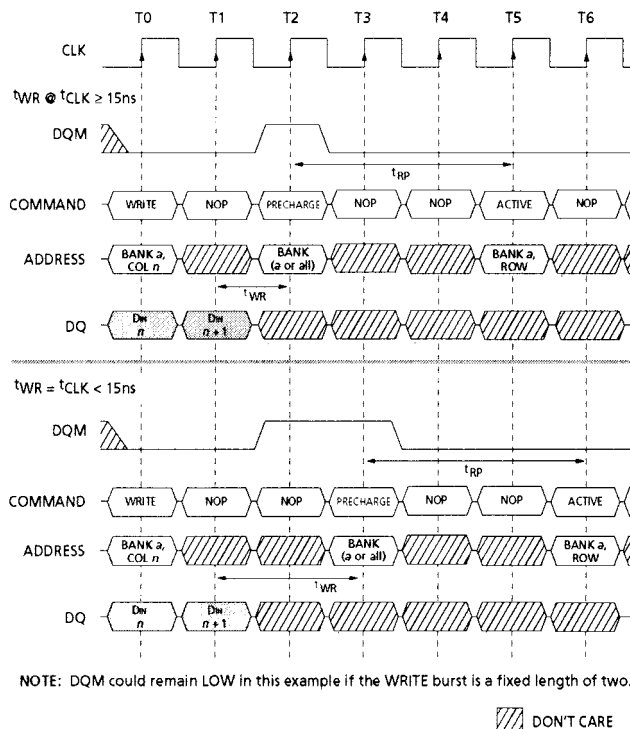 T0 T1 T2 T3 T4 T5 T6
CLK
tWR @ tCLK ≥ 15ns
DQM
tRP
COMMAND WRITE NOP PRECHARGE NOP NOP ACTIVE NOP
ADDRESS BANK a, COL n BANK (a or all) BANK a, ROW
tWR
DQ DIN n DIN n + 1
tWR = tCLK < 15ns
DQM
tRP
COMMAND WRITE NOP NOP PRECHARGE NOP NOP ACTIVE
ADDRESS BANK a, COL n BANK (a or all) BANK a, ROW
tWR
DQ DIN n DIN n + 1
NOTE: DQM could remain LOW in this example if the WRITE burst is a fixed length of two.
DON'T CARE